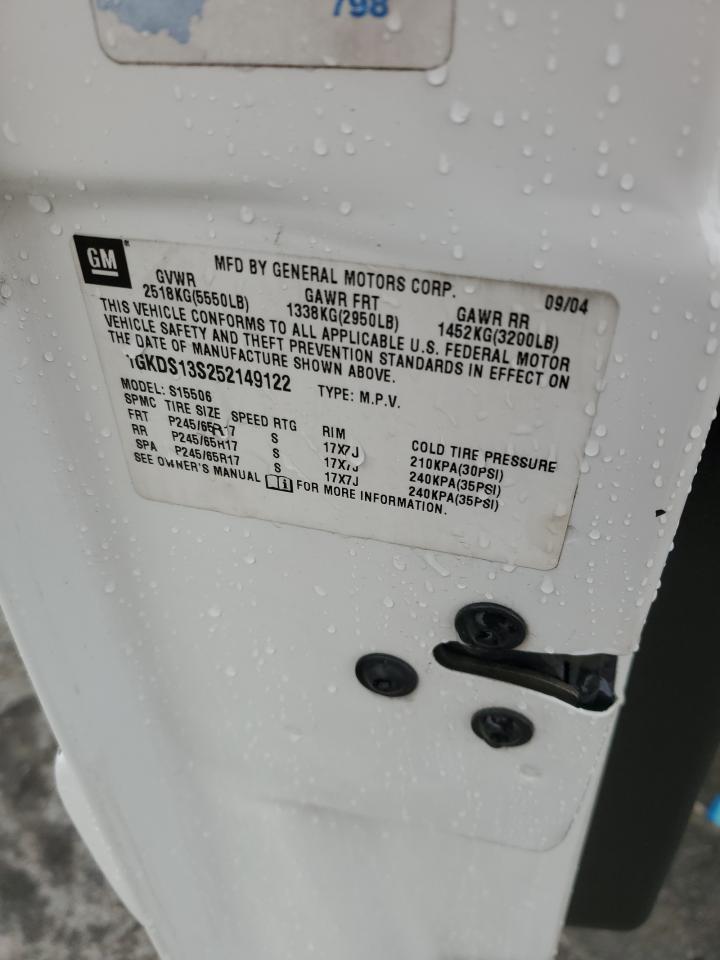 798
GM
MFD BY GENERAL MOTORS CORP. 09/04
GVWR GAWR FRT GAWR RR
2518KG(5550LB) 1338KG(2950LB) 1452KG(3200LB)
THIS VEHICLE CONFORMS TO ALL APPLICABLE U.S. FEDERAL MOTOR
VEHICLE SAFETY AND THEFT PREVENTION STANDARDS IN EFFECT ON
THE DATE OF MANUFACTURE SHOWN ABOVE.
1GKDS13S252149122 TYPE: M.P.V.
MODEL: S15506
SPMC TIRE SIZE SPEED RTG RIM COLD TIRE PRESSURE
FRT P245/65R17 S 17X7J 210KPA(30PSI)
RR P245/65R17 S 17X7J 240KPA(35PSI)
SPA P245/65R17 S 17X7J 240KPA(35PSI)
SEE OWNER'S MANUAL FOR MORE INFORMATION.